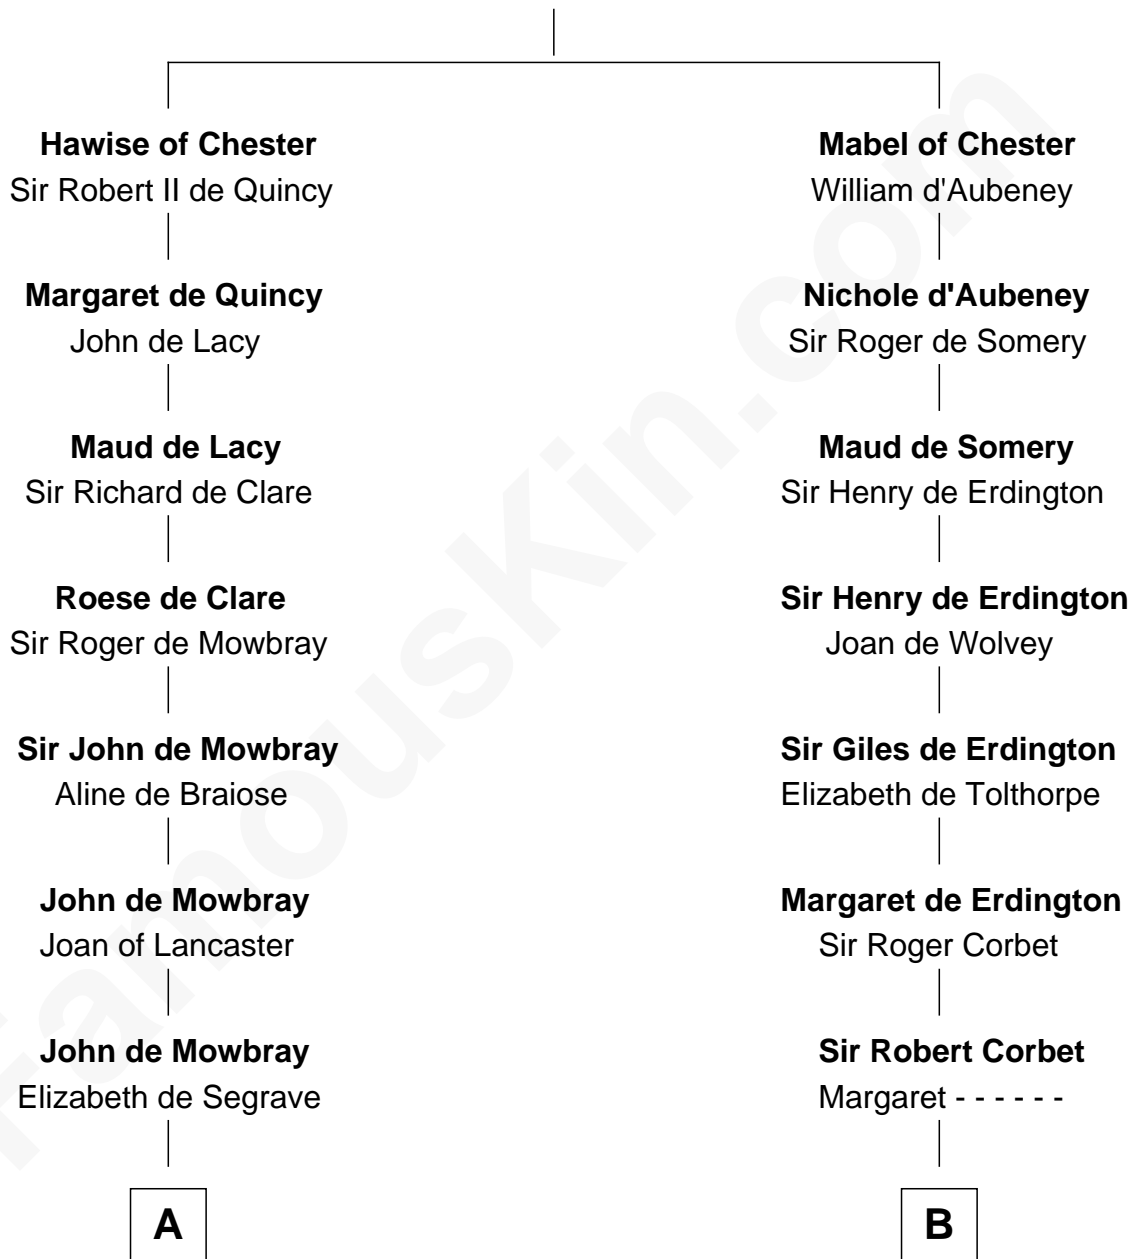 Hawise of Chester
Sir Robert II de Quincy
Margaret de Quincy
John de Lacy
Maud de Lacy
Sir Richard de Clare
Roese de Clare
Sir Roger de Mowbray
Sir John de Mowbray
Aline de Braiose
John de Mowbray
Joan of Lancaster
John de Mowbray
Elizabeth de Segrave
A
Mabel of Chester
William d'Aubeney
Nichole d'Aubeney
Sir Roger de Somery
Maud de Somery
Sir Henry de Erdington
Sir Henry de Erdington
Joan de Wolvey
Sir Giles de Erdington
Elizabeth de Tolthorpe
Margaret de Erdington
Sir Roger Corbet
Sir Robert Corbet
Margaret - - - - - -
B
FamousKin.com